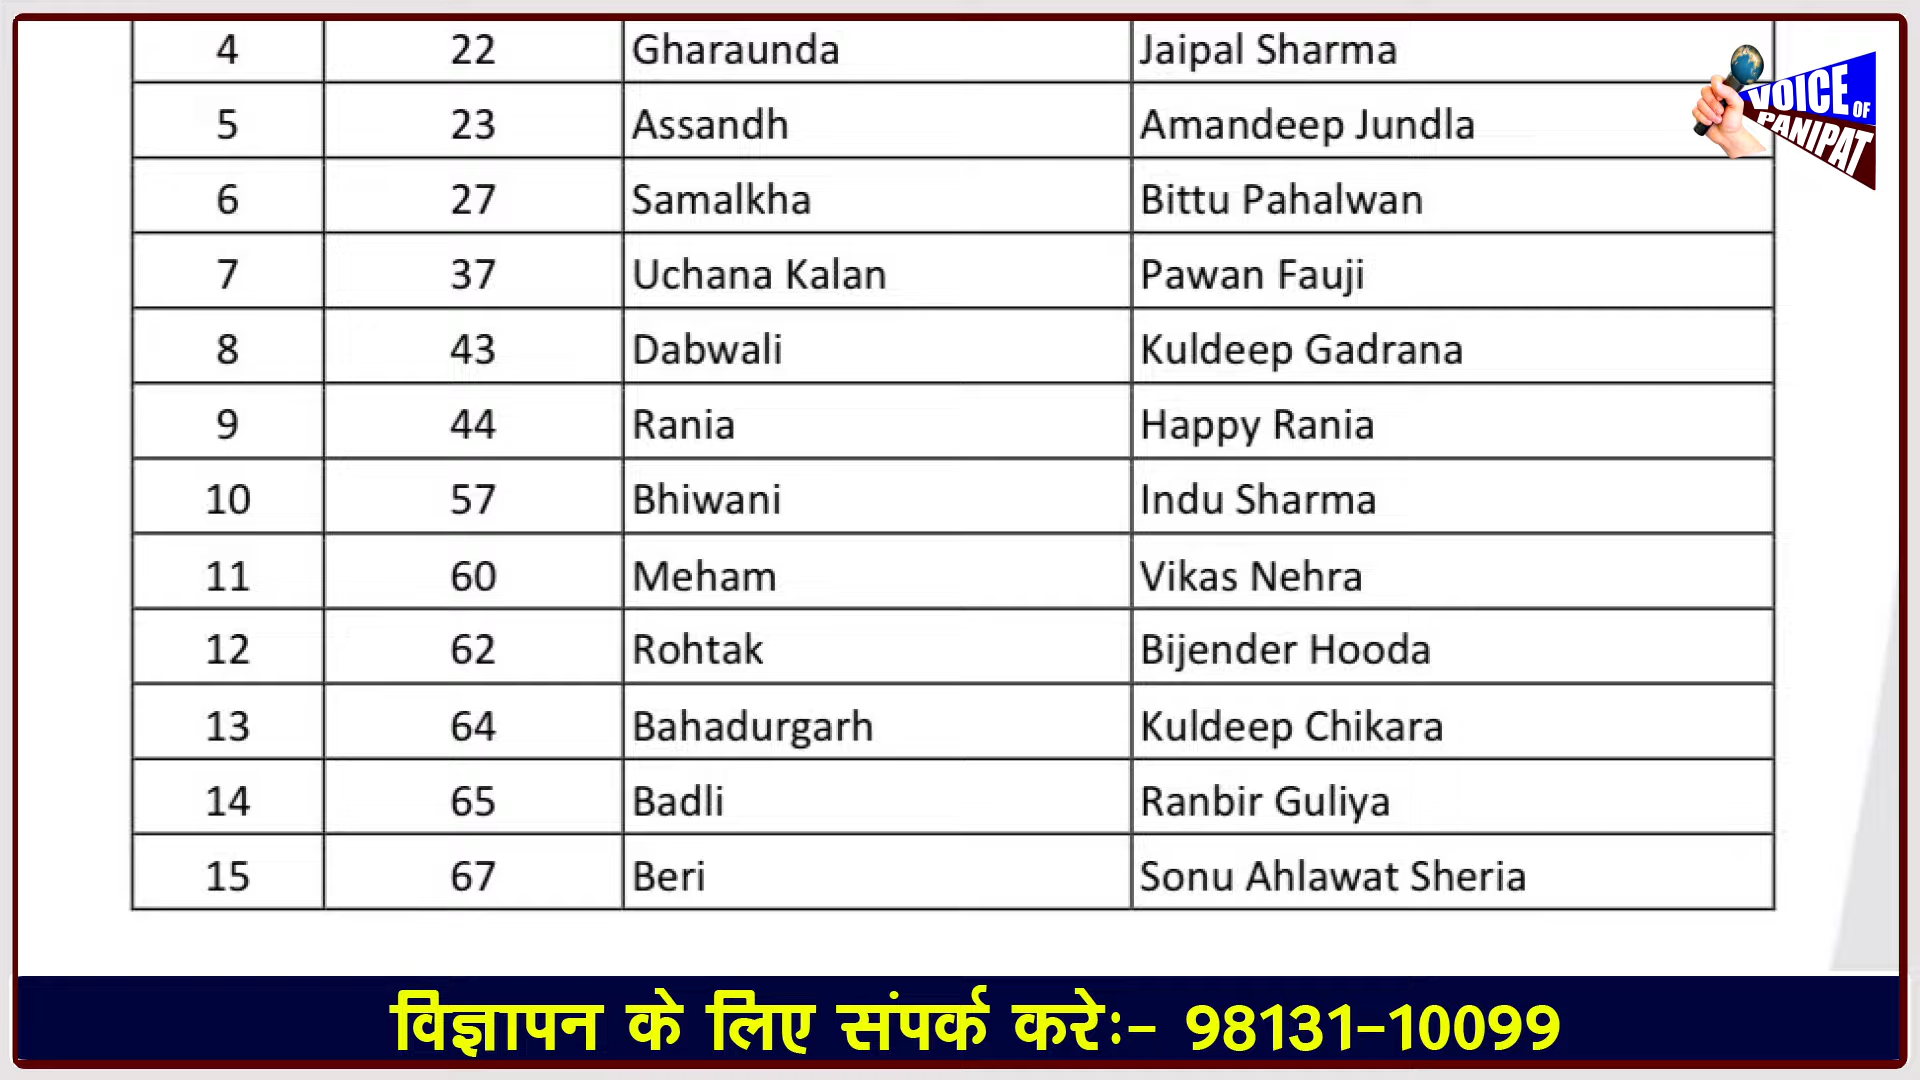 4 22 Gharaunda Jaipal Sharma
VOICE OF
PANIPAT
5 23 Assandh Amandeep Jundla
6 27 Samalkha Bittu Pahalwan
7 37 Uchana Kalan Pawan Fauji
8 43 Dabwali Kuldeep Gadrana
9 44 Rania Happy Rania
10 57 Bhiwani Indu Sharma
11 60 Meham Vikas Nehra
12 62 Rohtak Bijender Hooda
13 64 Bahadurgarh Kuldeep Chikara
14 65 Badli Ranbir Guliya
15 67 Beri Sonu Ahlawat Sheria
विज्ञापन के लिए संपर्क करेः- 98131-10099